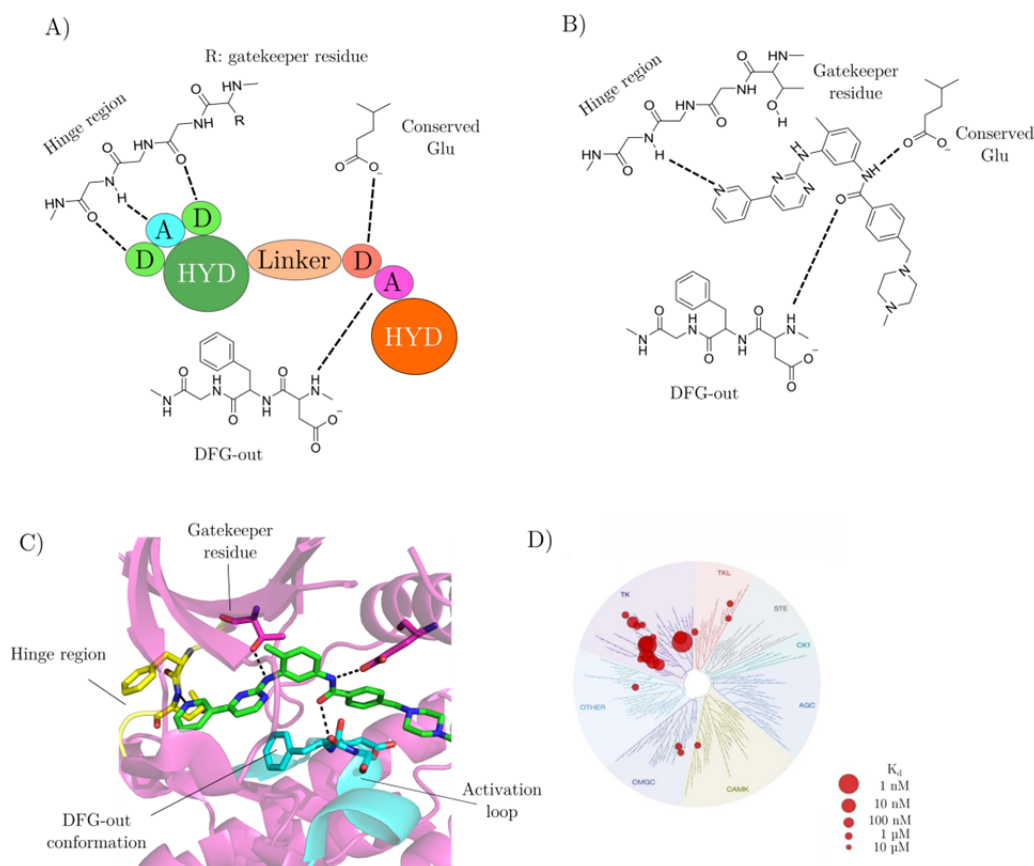 A)
R: gatekeeper residue
Hinge region
Conserved
Glu
D
A
D
HYD
Linker
D
A
HYD
DFG-out
B)
Hinge region
Gatekeeper
residue
Conserved
Glu
DFG-out
C)
Gatekeeper
residue
Hinge region
DFG-out
conformation
Activation
loop
D)
TK
TKL
STE
CK1
AGC
CAMK
CMGC
OTHER
Kd
1 nM
10 nM
100 nM
1 µM
10 µM